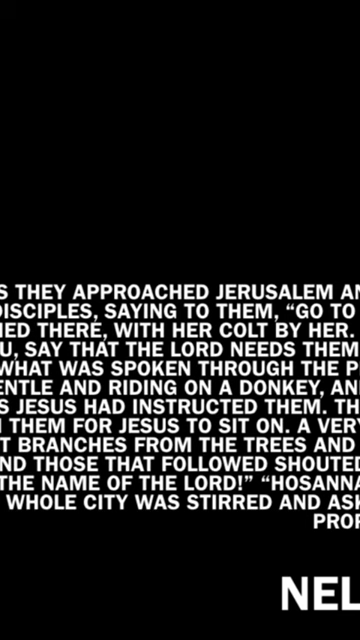 S THEY APPROACHED JERUSALEM AN
DISCIPLES, SAYING TO THEM, “GO TO
IED THERE, WITH HER COLT BY HER.
U, SAY THAT THE LORD NEEDS THEM
WHAT WAS SPOKEN THROUGH THE P
ENTLE AND RIDING ON A DONKEY, AN
S JESUS HAD INSTRUCTED THEM. TH
THEM FOR JESUS TO SIT ON. A VERY
T BRANCHES FROM THE TREES AND
ND THOSE THAT FOLLOWED SHOUTED
THE NAME OF THE LORD!” “HOSANNA
WHOLE CITY WAS STIRRED AND ASK
PROP
NEL